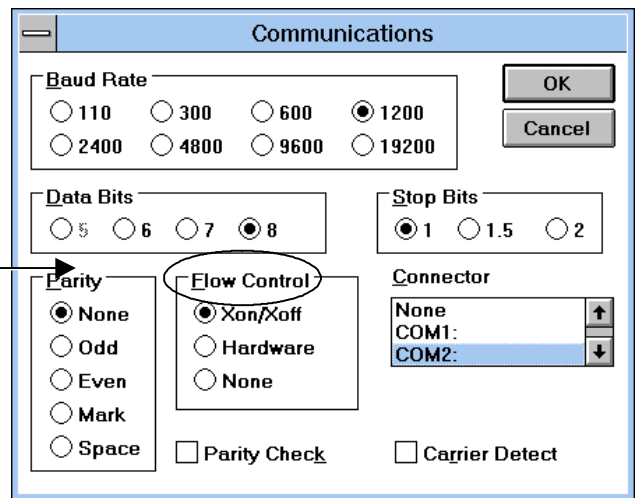 Communications
Baud Rate
110 300 600 1200
2400 4800 9600 19200
OK
Cancel
Data Bits
5 6 7 8
Stop Bits
1 1.5 2
Parity
None
Odd
Even
Mark
Space
Flow Control
Xon/Xoff
Hardware
None
Connector
None
COM1:
COM2:
Parity Check
Carrier Detect